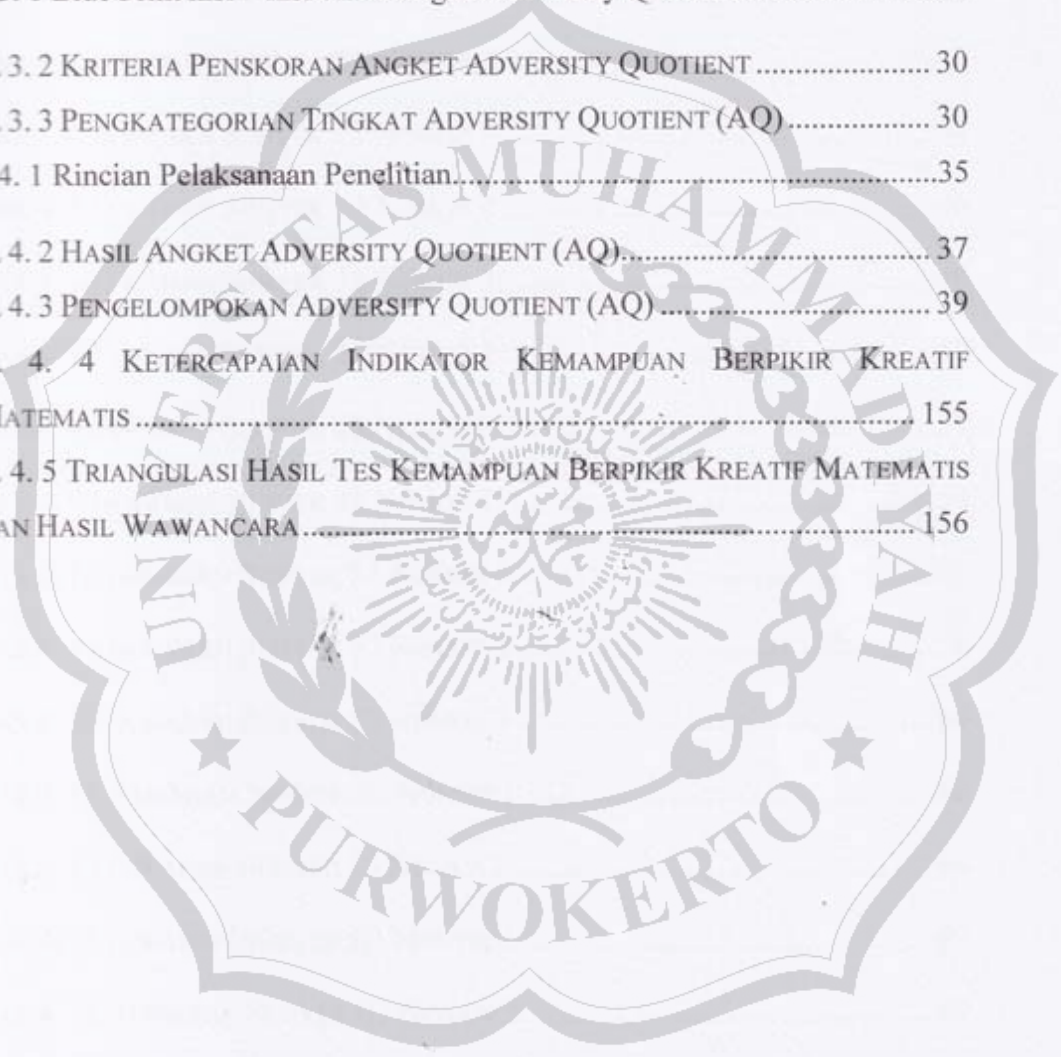 . 3. 2 KRITERIA PENSKORAN ANGKET ADVERSITY QUOTIENT ..................... 30
. 3. 3 PENGKATEGORIAN TINGKAT ADVERSITY QUOTIENT (AQ) ................. 30
4. 1 Rincian Pelaksanaan Penelitian.................................................................35
. 4. 2 HASIL ANGKET ADVERSITY QUOTIENT (AQ)..................................... 37
. 4. 3 PENGELOMPOKAN ADVERSITY QUOTIENT (AQ) ................................ 39
. 4. 4 KETERCAPAIAN INDIKATOR KEMAMPUAN BERPIKIR KREATIF
MATEMATIS .............................................................................................. 155
. 4. 5 TRIANGULASI HASIL TES KEMAMPUAN BERPIKIR KREATIF MATEMATIS
AN HASIL WAWANCARA ......................................................................... 156
UNIVERSITAS MUHAMMADIYAH
PURWOKERTO